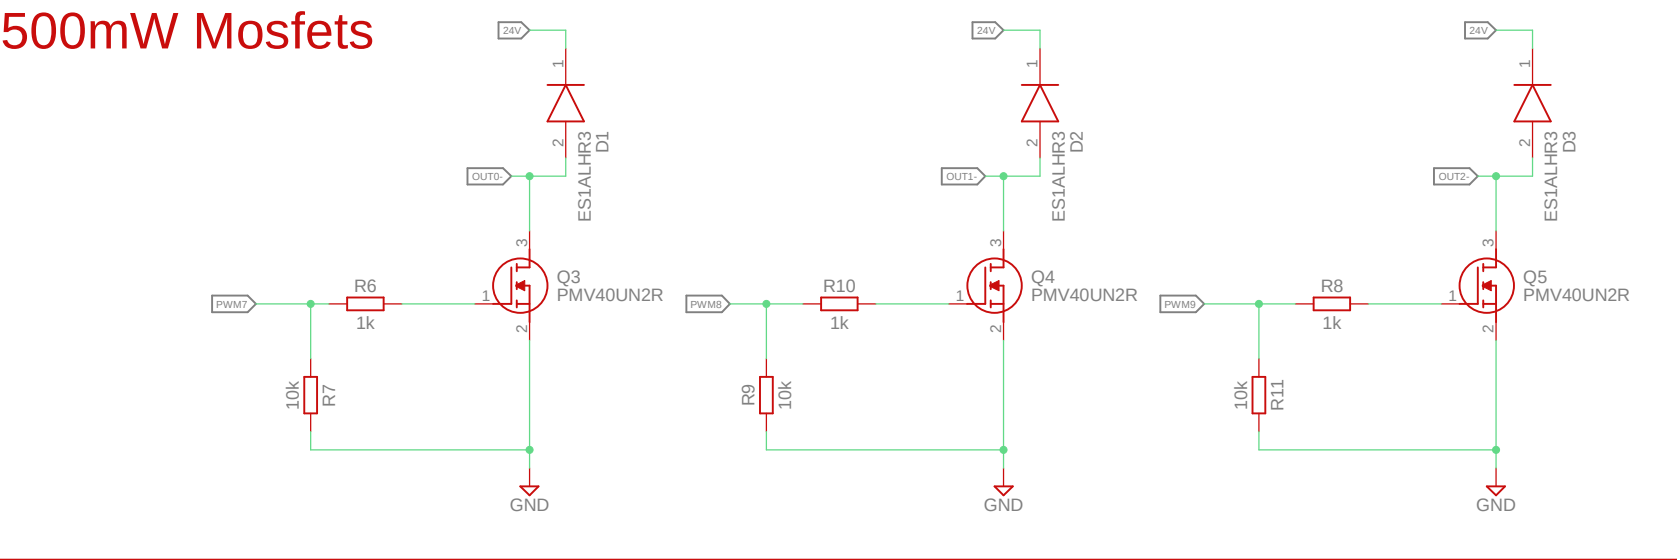 500mW Mosfets
24V
1
2
ES1ALHR3
D1
OUT0-
3
Q3
PMV40UN2R
1
2
PWM7
R6
1k
10k
R7
GND
24V
1
2
ES1ALHR3
D2
OUT1-
3
Q4
PMV40UN2R
1
2
PWM8
R10
1k
R9
10k
GND
24V
1
2
ES1ALHR3
D3
OUT2-
3
Q5
PMV40UN2R
1
2
PWM9
R8
1k
10k
R11
GND